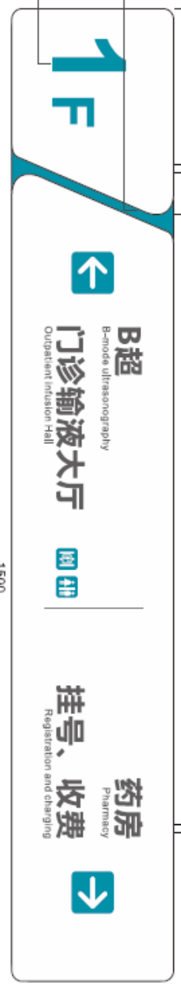 1F
B超
B-mode ultrasonography
门诊输液大厅
Outpatient infusion Hall
药房
Pharmacy
挂号、收费
Registration and charging
1500